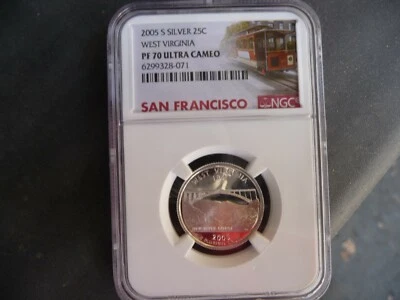 2005 S SILVER 25C
WEST VIRGINIA
PF 70 ULTRA CAMEO
6299328-071
SAN FRANCISCO
NGC
WEST VIRGINIA
NEW RIVER GORGE
2005